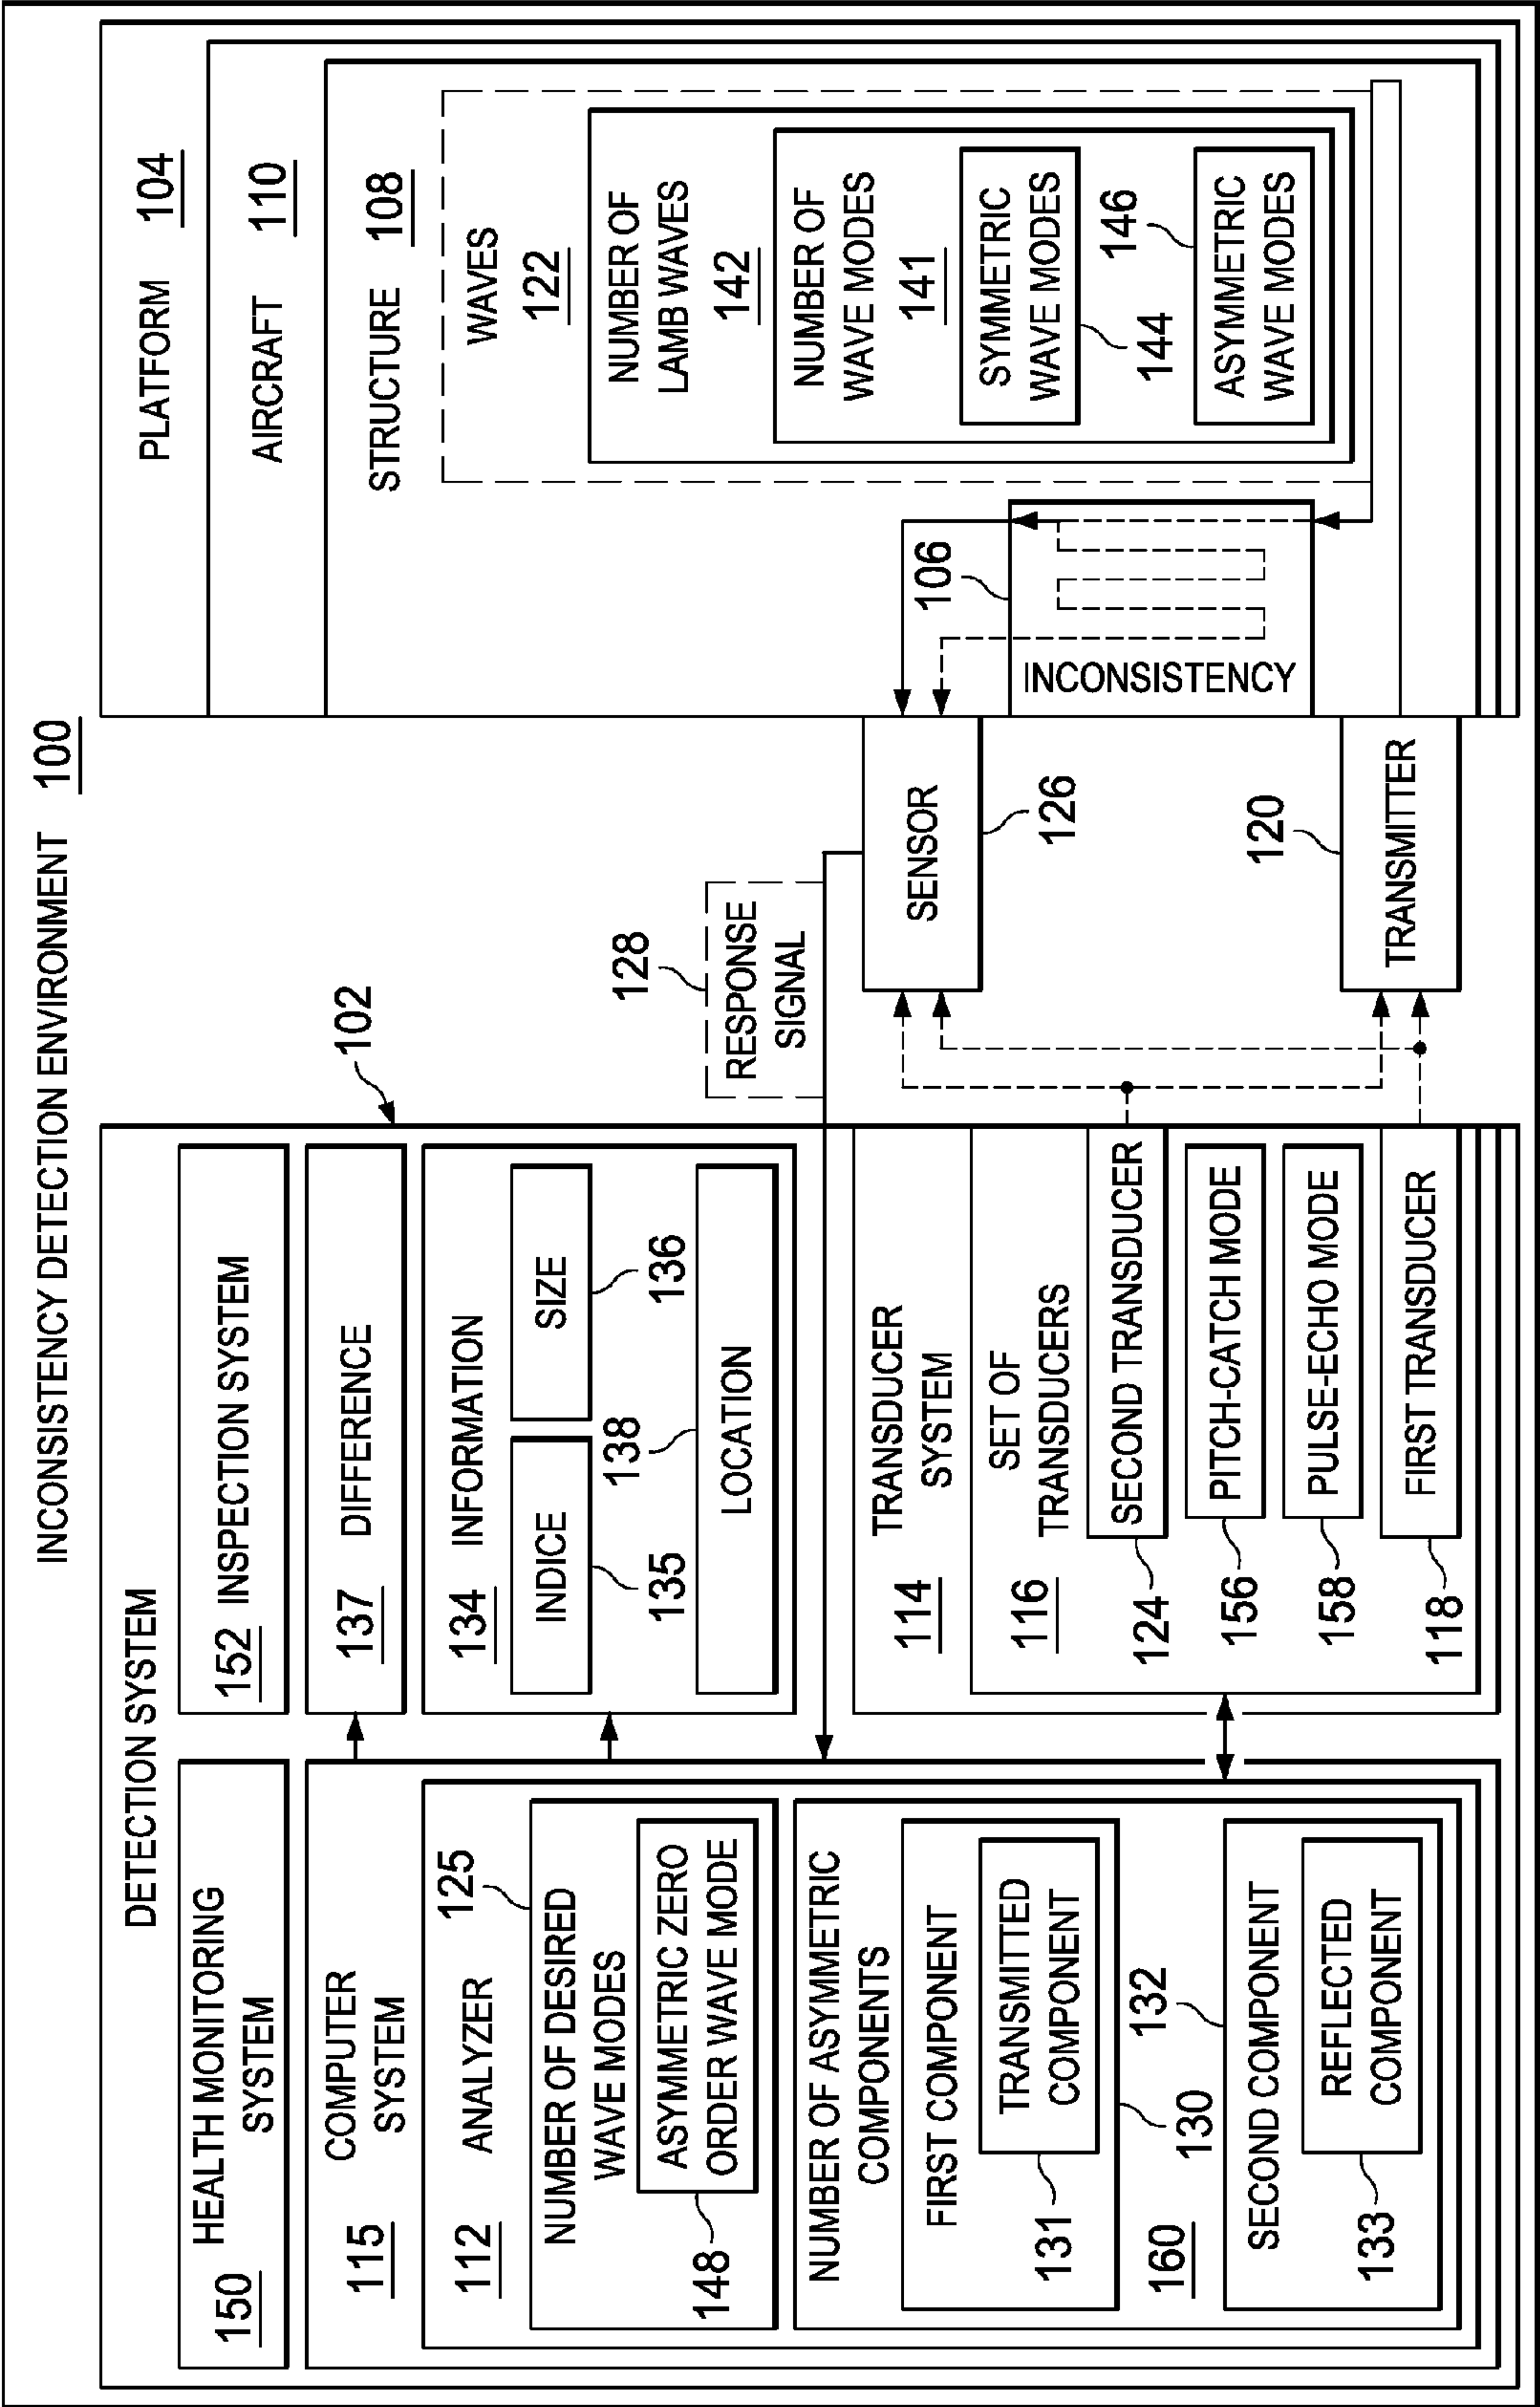 INCONSISTENCY DETECTION ENVIRONMENT 100
DETECTION SYSTEM
102
HEALTH MONITORING
SYSTEM
150
152 INSPECTION SYSTEM
COMPUTER
SYSTEM
115
137
DIFFERENCE
ANALYZER
112
125
NUMBER OF DESIRED
WAVE MODES
ASYMMETRIC ZERO
ORDER WAVE MODE
148
134
INFORMATION
INDICE
135
SIZE
136
138
LOCATION
NUMBER OF ASYMMETRIC
COMPONENTS
FIRST COMPONENT
TRANSMITTED
COMPONENT
131
130
160
132
SECOND COMPONENT
REFLECTED
COMPONENT
133
TRANSDUCER
SYSTEM
114
SET OF
TRANSDUCERS
116
SECOND TRANSDUCER
124
PITCH-CATCH MODE
156
PULSE-ECHO MODE
158
FIRST TRANSDUCER
118
128
RESPONSE
SIGNAL
SENSOR
126
120
TRANSMITTER
PLATFORM 104
AIRCRAFT 110
STRUCTURE 108
WAVES
122
NUMBER OF
LAMB WAVES
142
NUMBER OF
WAVE MODES
141
SYMMETRIC
WAVE MODES
144
146
ASYMETRIC
WAVE MODES
106
INCONSISTENCY